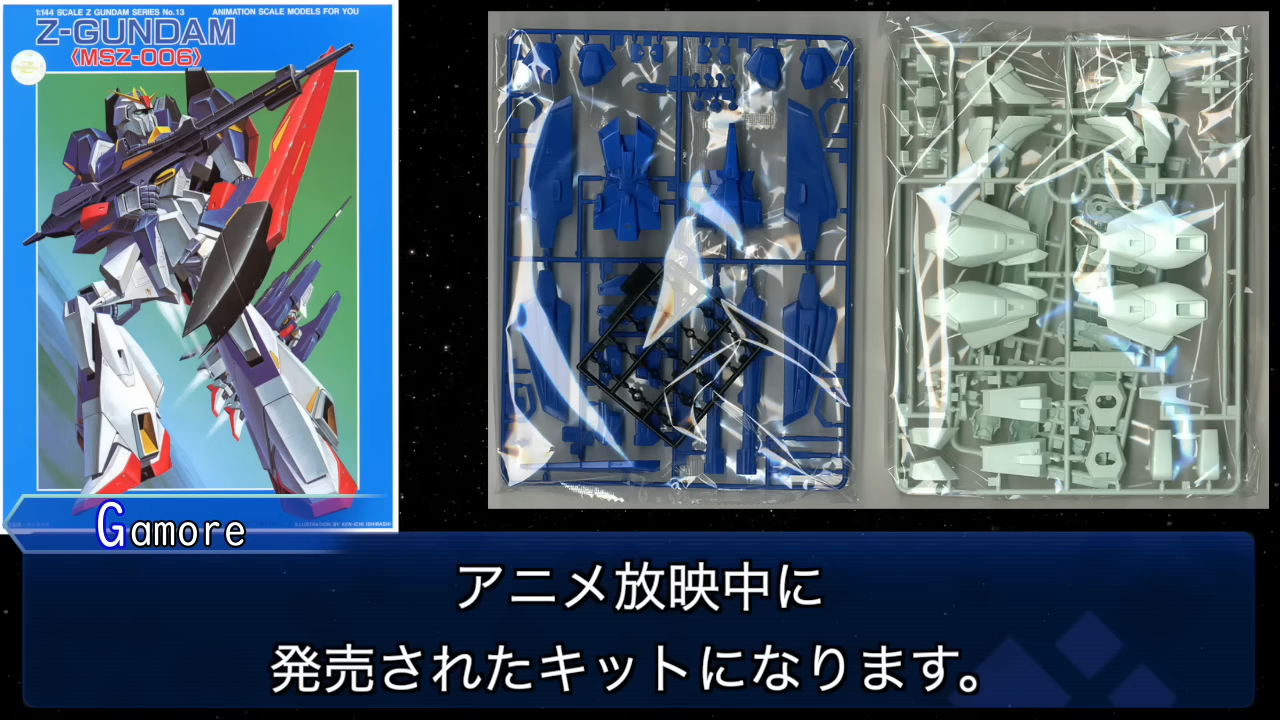 1:144 SCALE Z GUNDAM SERIES No.13 ANIMATION SCALE MODELS FOR YOU
Z-GUNDAM
〈MSZ-006〉
ILLUSTRATION BY KEN-ICHI ISHIBASHI
Gamore
アニメ放映中に
発売されたキットになります。